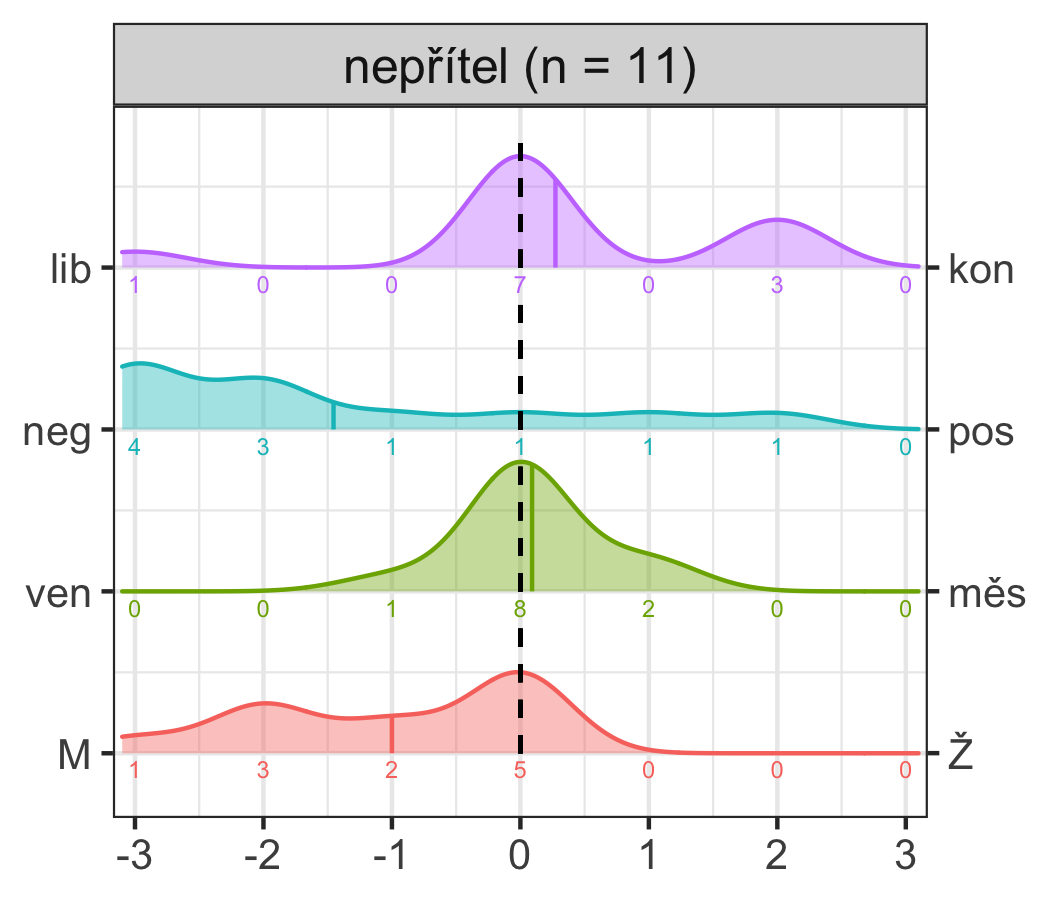 nepřítel (n = 11)
lib kon
1 0 0 7 0 3 0
neg pos
4 3 1 1 1 1 0
ven měs
0 0 1 8 2 0 0
M Ž
1 3 2 5 0 0 0
-3 -2 -1 0 1 2 3